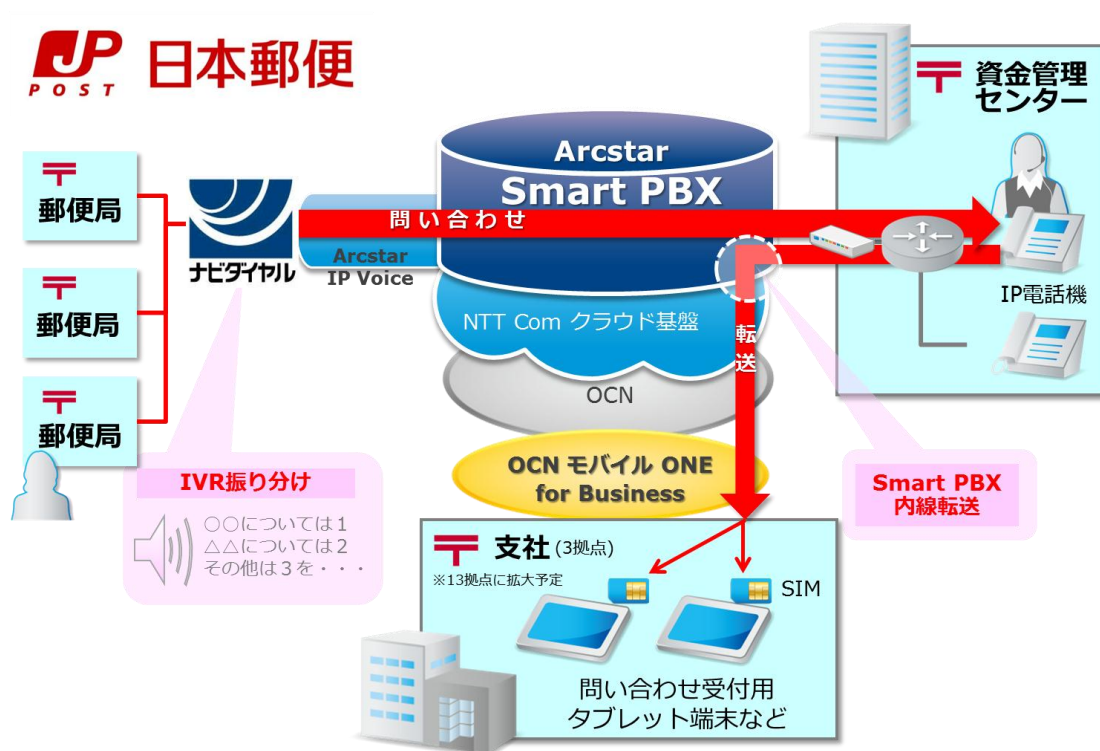 JP
POST
日本郵便
〒
郵便局
〒
郵便局
〒
郵便局
ナビダイヤル
Arcstar
IP Voice
問い合わせ
Arcstar
Smart PBX
NTT Com クラウド基盤
OCN
転送
OCN モバイル ONE
for Business
〒 資金管理
センター
IP電話機
IVR振り分け
○○については1
△△については2
その他は3を・・・
Smart PBX
内線転送
〒 支社 (3拠点)
※13拠点に拡大予定
SIM
問い合わせ受付用
タブレット端末など